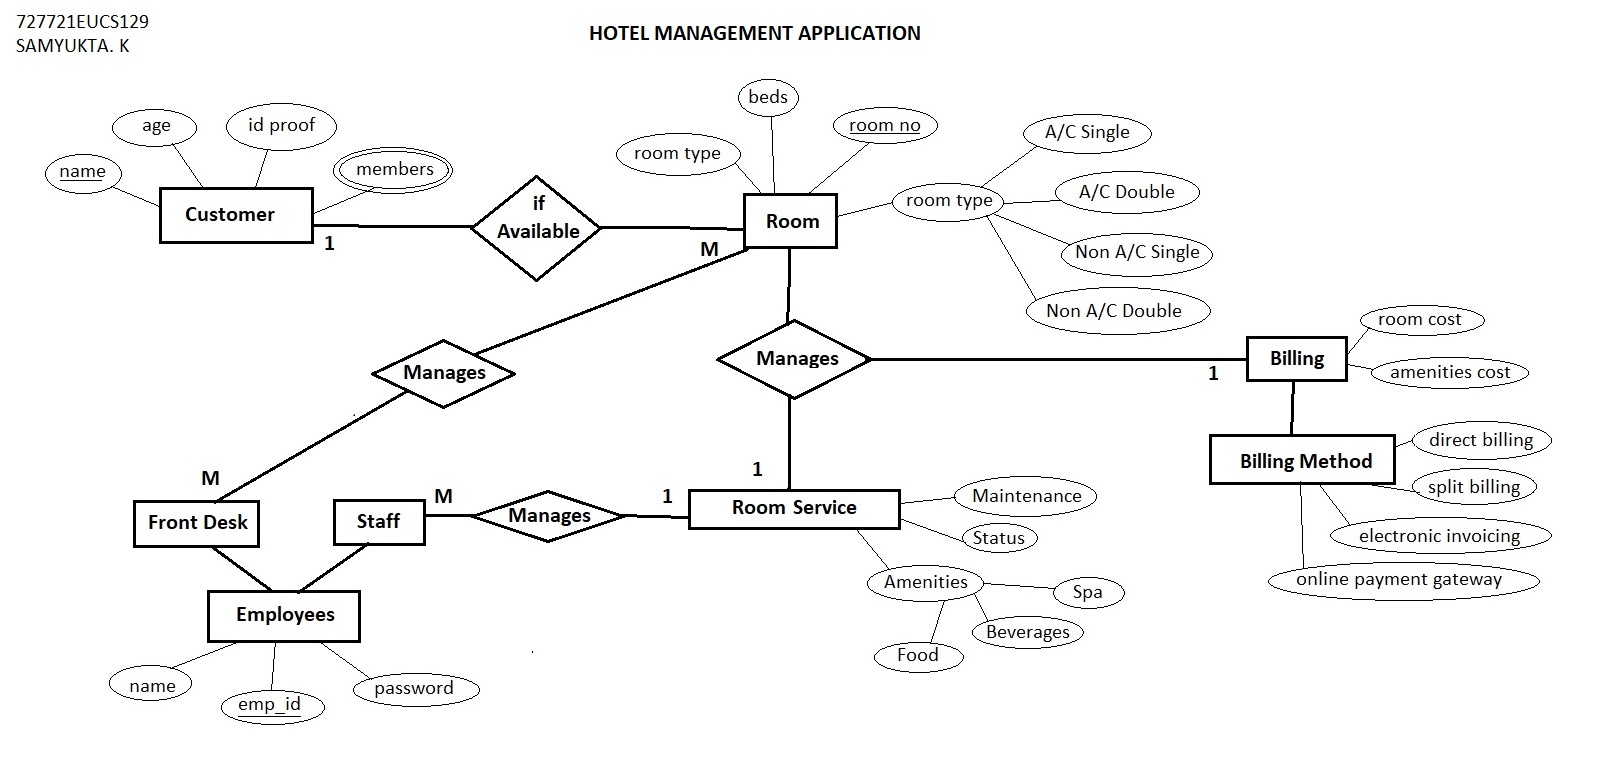 727721EUCS129
SAMYUKTA. K
HOTEL MANAGEMENT APPLICATION
beds
age
id proof
room no
A/C Single
name
members
room type
A/C Double
room type
if
Available
Customer
Room
1
M
Non A/C Single
Non A/C Double
room cost
Manages
Manages
Billing
1
amenities cost
direct billing
Billing Method
M
M
1
1
split billing
Front Desk
Staff
Manages
Room Service
Maintenance
Status
electronic invoicing
online payment gateway
Amenities
Spa
Employees
Beverages
Food
name
emp_id
password